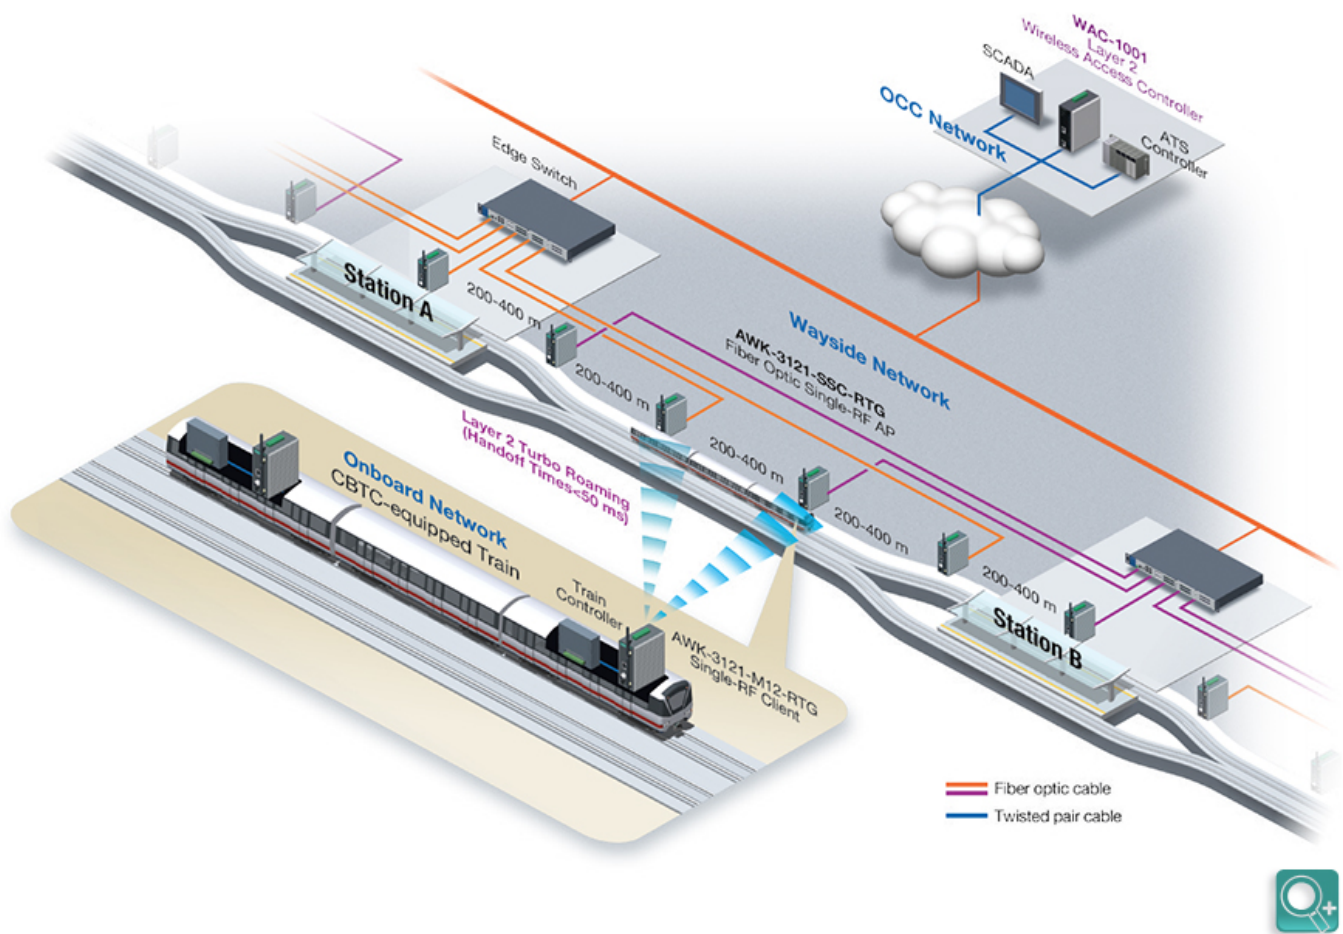 WAC-1001
Layer 2
Wireless Access Controller
SCADA
OCC Network
ATS
Controller
Edge Switch
Station A
200-400 m
Wayside Network
AWK-3121-SSC-RTG
Fiber Optic Single-RF AP
200-400 m
Layer 2 Turbo Roaming
(Handoff Times<50 ms)
200-400 m
200-400 m
200-400 m
Onboard Network
CBTC-equipped Train
Train
Controller
AWK-3121-M12-RTG
Single-RF Client
Station B
Fiber optic cable
Twisted pair cable